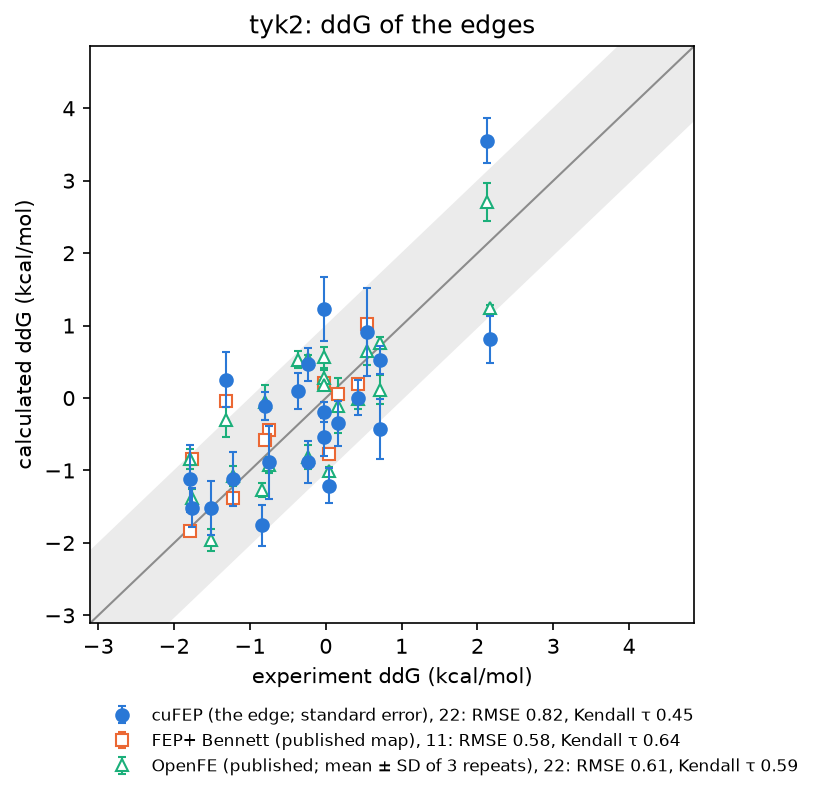 tyk2: ddG of the edges
calculated ddG (kcal/mol)
4
3
2
1
0
−1
−2
−3
−3
−2
−1
0
1
2
3
4
experiment ddG (kcal/mol)
cuFEP (the edge; standard error), 22: RMSE 0.82, Kendall τ 0.45
FEP+ Bennett (published map), 11: RMSE 0.58, Kendall τ 0.64
OpenFE (published; mean ± SD of 3 repeats), 22: RMSE 0.61, Kendall τ 0.59